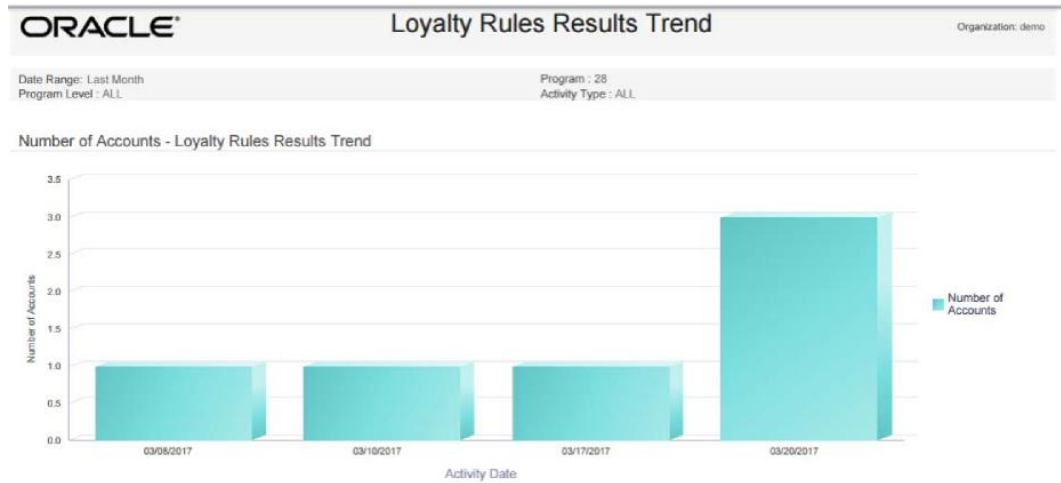 ORACLE®
Loyalty Rules Results Trend
Organization: demo
Date Range: Last Month
Program : 28
Program Level : ALL
Activity Type : ALL
Number of Accounts - Loyalty Rules Results Trend
3.5
3.0
2.5
2.0
1.5
1.0
0.5
0.0
Number of Accounts
03/08/2017
03/10/2017
03/17/2017
03/20/2017
Activity Date
Number of
Accounts